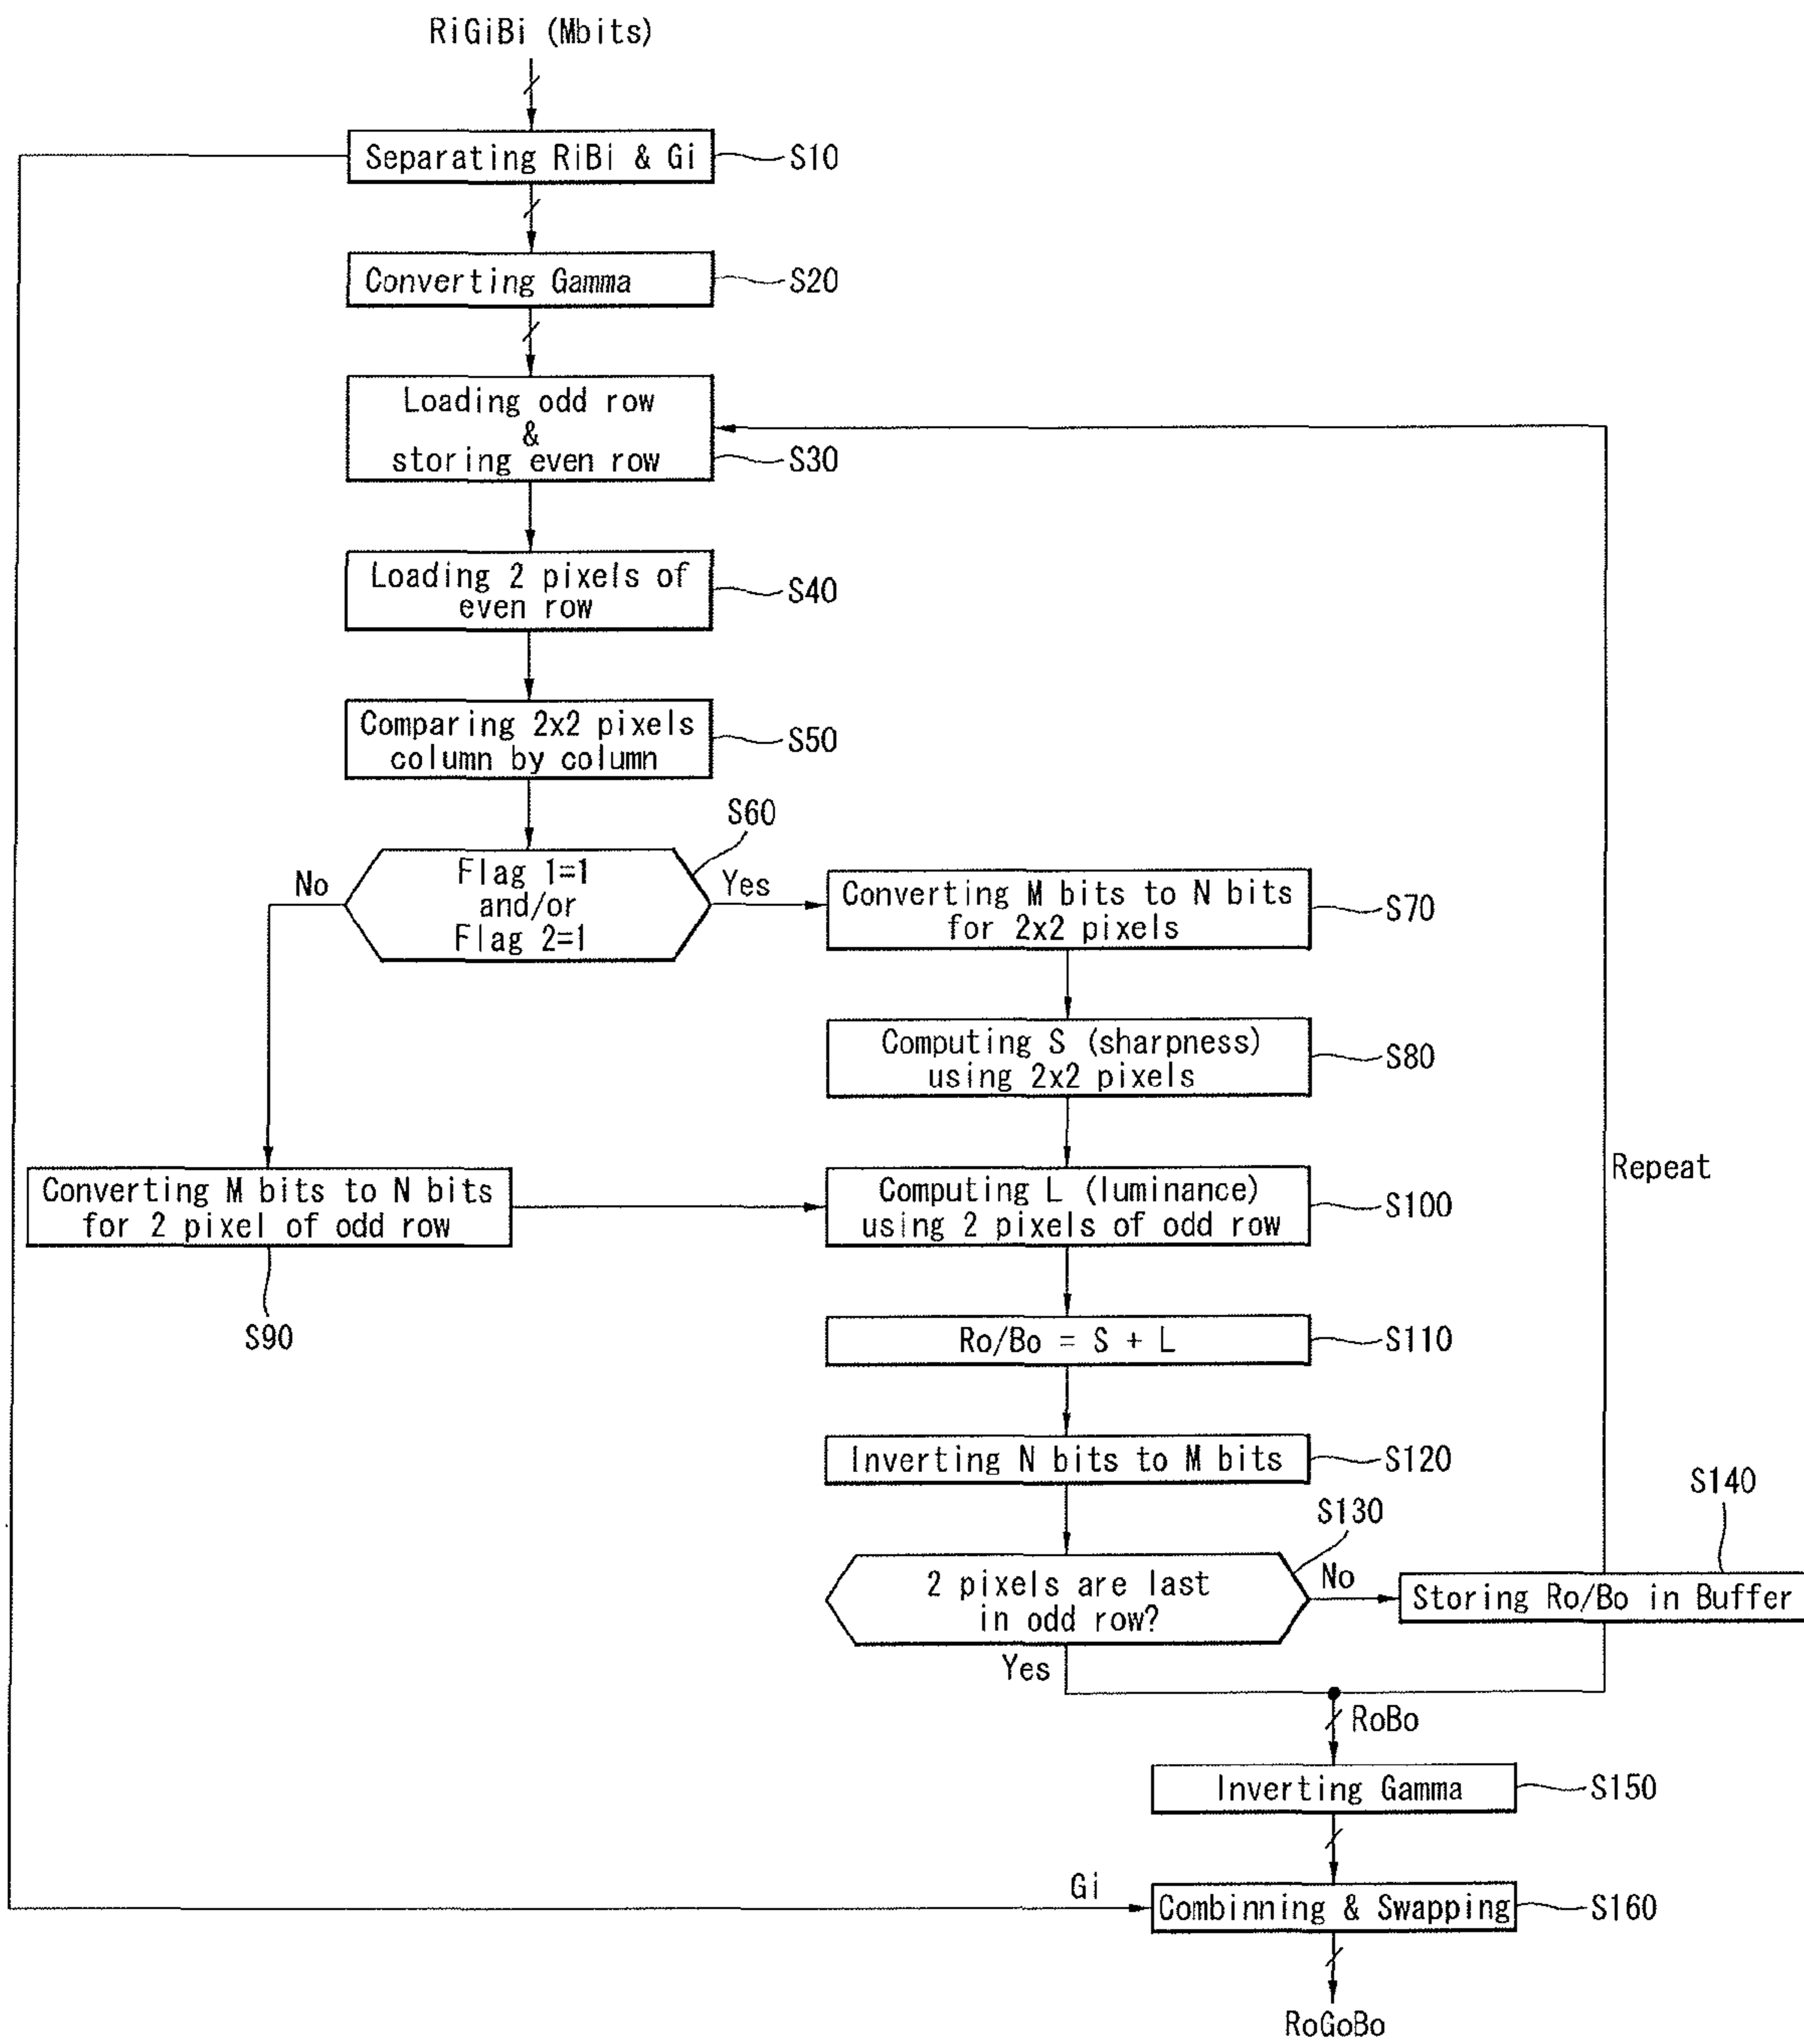 RiGiBi (Mbits)
Separating RiBi & Gi
S10
Converting Gamma
S20
Loading odd row
&
storing even row
S30
Loading 2 pixels of
even row
S40
Comparing 2x2 pixels
column by column
S50
S60
Flag 1=1
and/or
Flag 2=1
No
Yes
Converting M bits to N bits
for 2x2 pixels
S70
Computing S (sharpness)
using 2x2 pixels
S80
Repeat
Converting M bits to N bits
for 2 pixel of odd row
S90
Computing L (luminance)
using 2 pixels of odd row
S100
Ro/Bo = S + L
S110
Inverting N bits to M bits
S120
S130
2 pixels are last
in odd row?
No
Yes
S140
Storing Ro/Bo in Buffer
RoBo
Inverting Gamma
S150
Gi
Combinning & Swapping
S160
RoGoBo